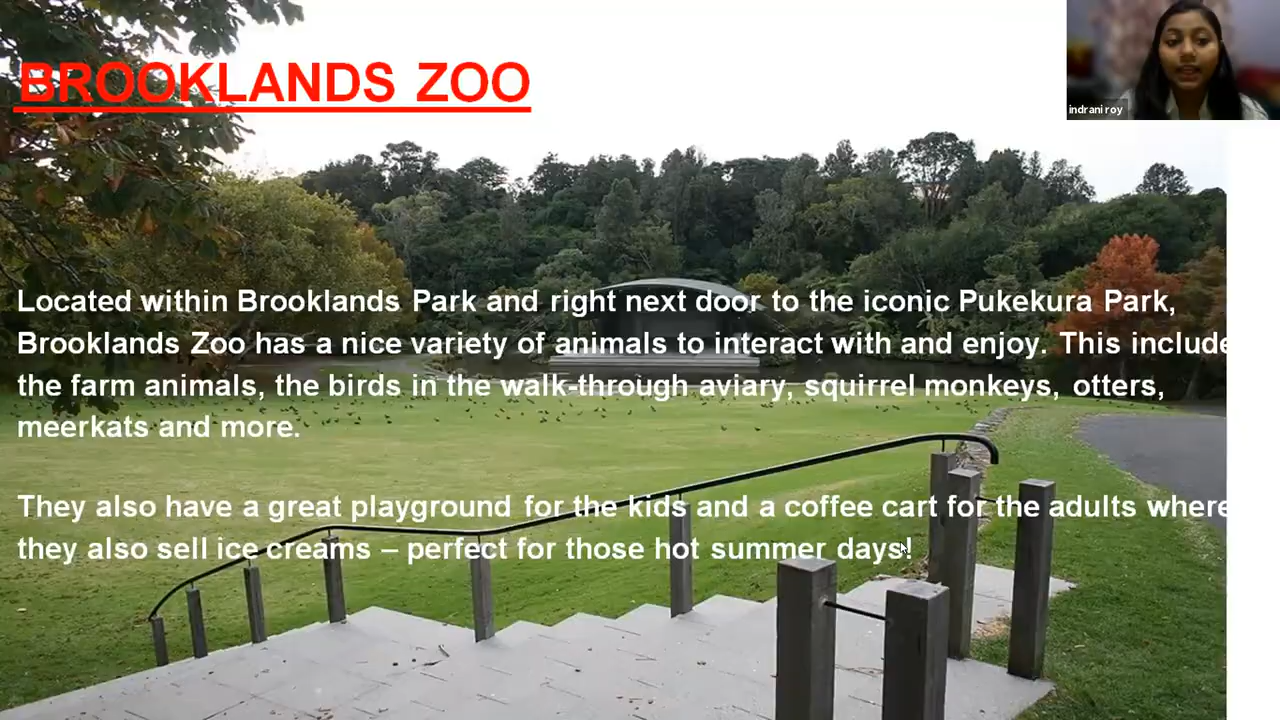 BROOKLANDS ZOO
indrani roy
Located within Brooklands Park and right next door to the iconic Pukekura Park,
Brooklands Zoo has a nice variety of animals to interact with and enjoy. This include
the farm animals, the birds in the walk-through aviary, squirrel monkeys, otters,
meerkats and more.
They also have a great playground for the kids and a coffee cart for the adults where
they also sell ice creams – perfect for those hot summer days!